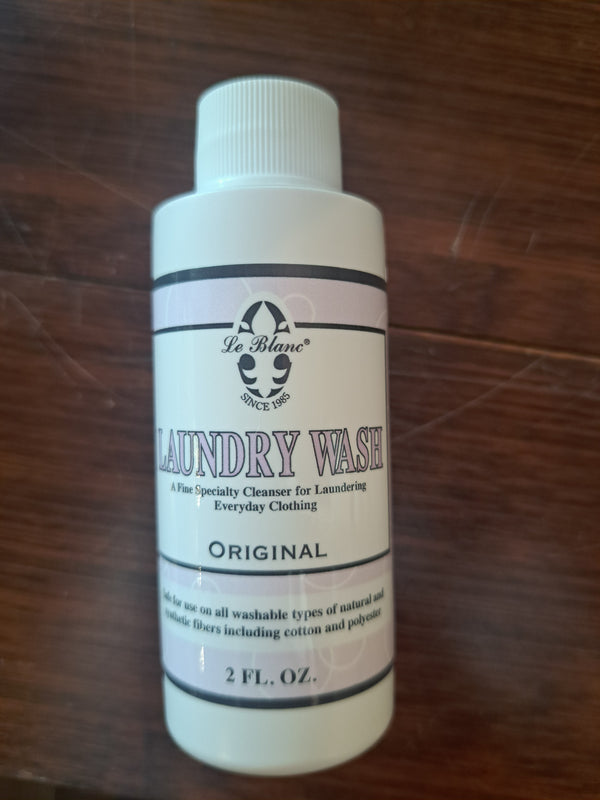 Le Blanc®
SINCE 1985
LAUNDRY WASH
A Fine Specialty Cleanser for Laundering
Everyday Clothing
ORIGINAL
for use on all washable types of natural and
synthetic fibers including cotton and polyester.
2 FL. OZ.